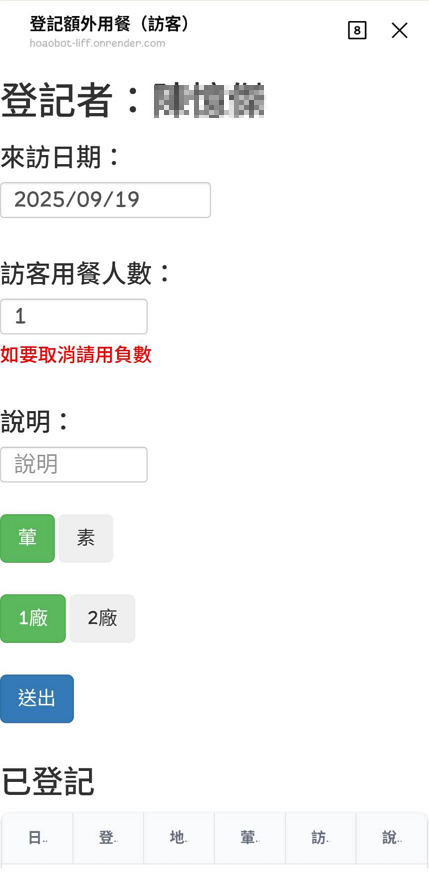 登記額外用餐（訪客）
hoaobot-liff.onrender.com
8
登記者：
來訪日期：
2025/09/19
訪客用餐人數：
1
如要取消請用負數
說明：
說明
葷 素
1廠 2廠
送出
已登記
日.. 登.. 地.. 葷.. 訪.. 說..